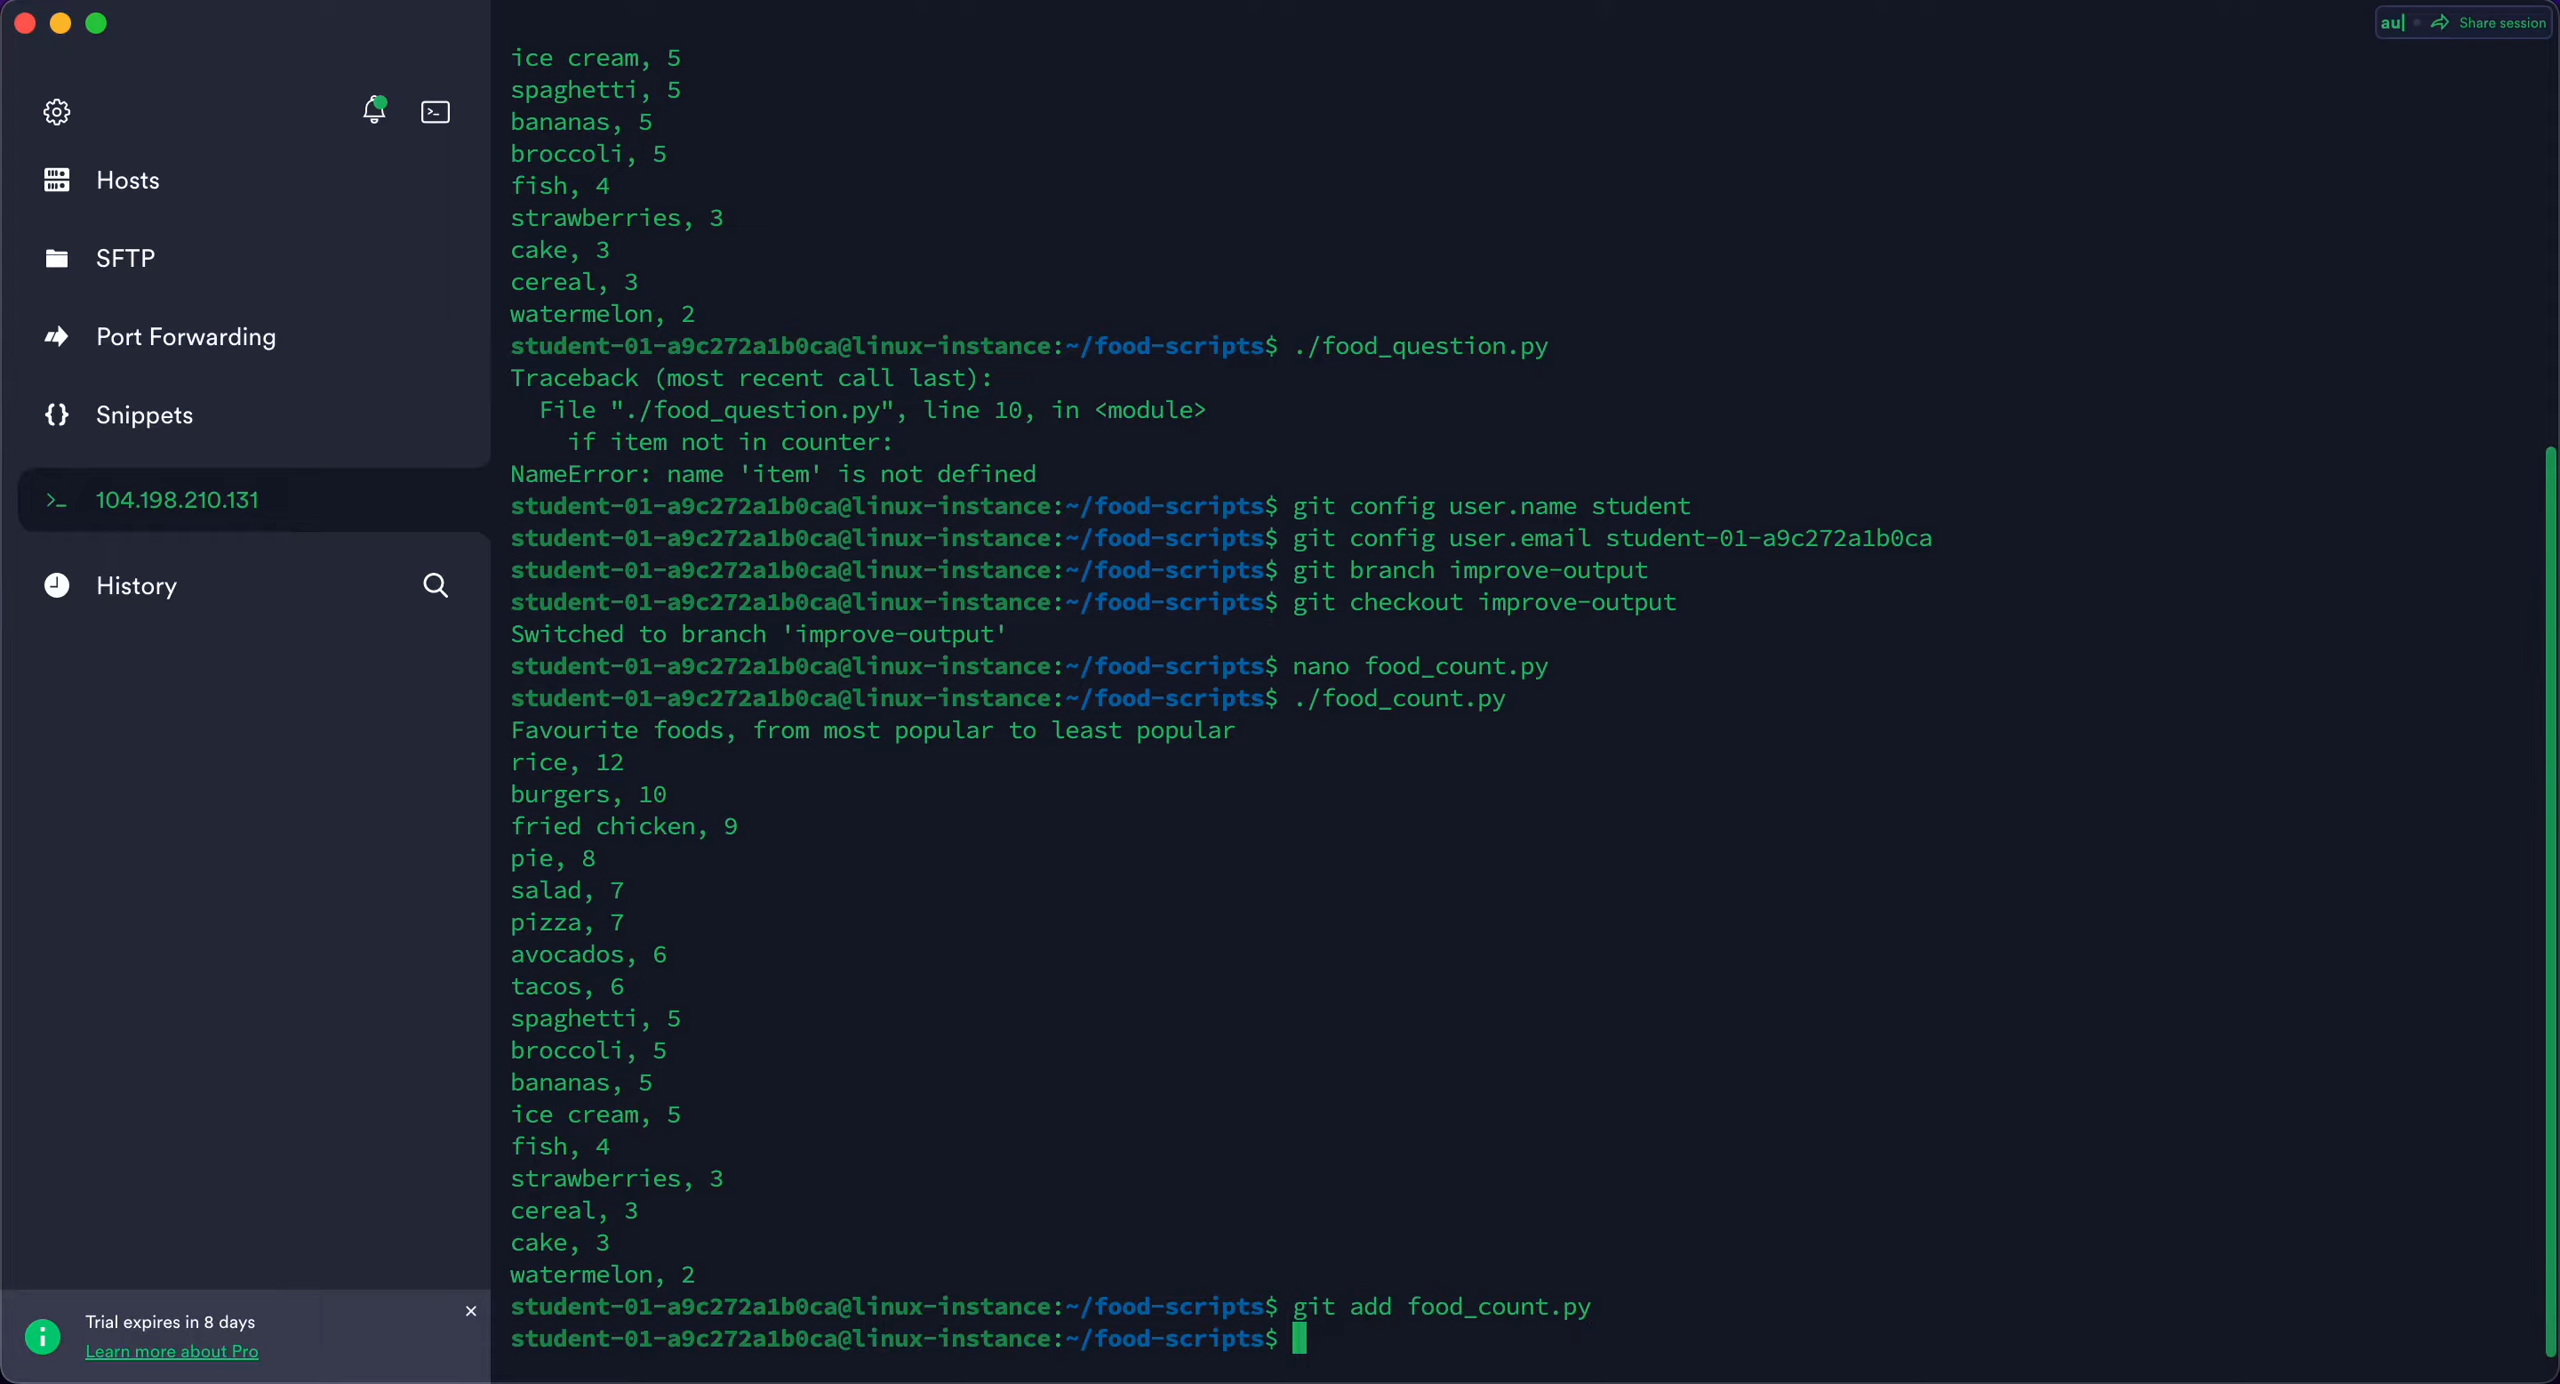 au| Share session
Hosts
SFTP
Port Forwarding
Snippets
>_ 104.198.210.131
History
Trial expires in 8 days
Learn more about Pro
ice cream, 5
spaghetti, 5
bananas, 5
broccoli, 5
fish, 4
strawberries, 3
cake, 3
cereal, 3
watermelon, 2
student-01-a9c272a1b0ca@linux-instance:~/food-scripts$ ./food_question.py
Traceback (most recent call last):
  File "./food_question.py", line 10, in <module>
    if item not in counter:
NameError: name 'item' is not defined
student-01-a9c272a1b0ca@linux-instance:~/food-scripts$ git config user.name student
student-01-a9c272a1b0ca@linux-instance:~/food-scripts$ git config user.email student-01-a9c272a1b0ca
student-01-a9c272a1b0ca@linux-instance:~/food-scripts$ git branch improve-output
student-01-a9c272a1b0ca@linux-instance:~/food-scripts$ git checkout improve-output
Switched to branch 'improve-output'
student-01-a9c272a1b0ca@linux-instance:~/food-scripts$ nano food_count.py
student-01-a9c272a1b0ca@linux-instance:~/food-scripts$ ./food_count.py
Favourite foods, from most popular to least popular
rice, 12
burgers, 10
fried chicken, 9
pie, 8
salad, 7
pizza, 7
avocados, 6
tacos, 6
spaghetti, 5
broccoli, 5
bananas, 5
ice cream, 5
fish, 4
strawberries, 3
cereal, 3
cake, 3
watermelon, 2
student-01-a9c272a1b0ca@linux-instance:~/food-scripts$ git add food_count.py
student-01-a9c272a1b0ca@linux-instance:~/food-scripts$